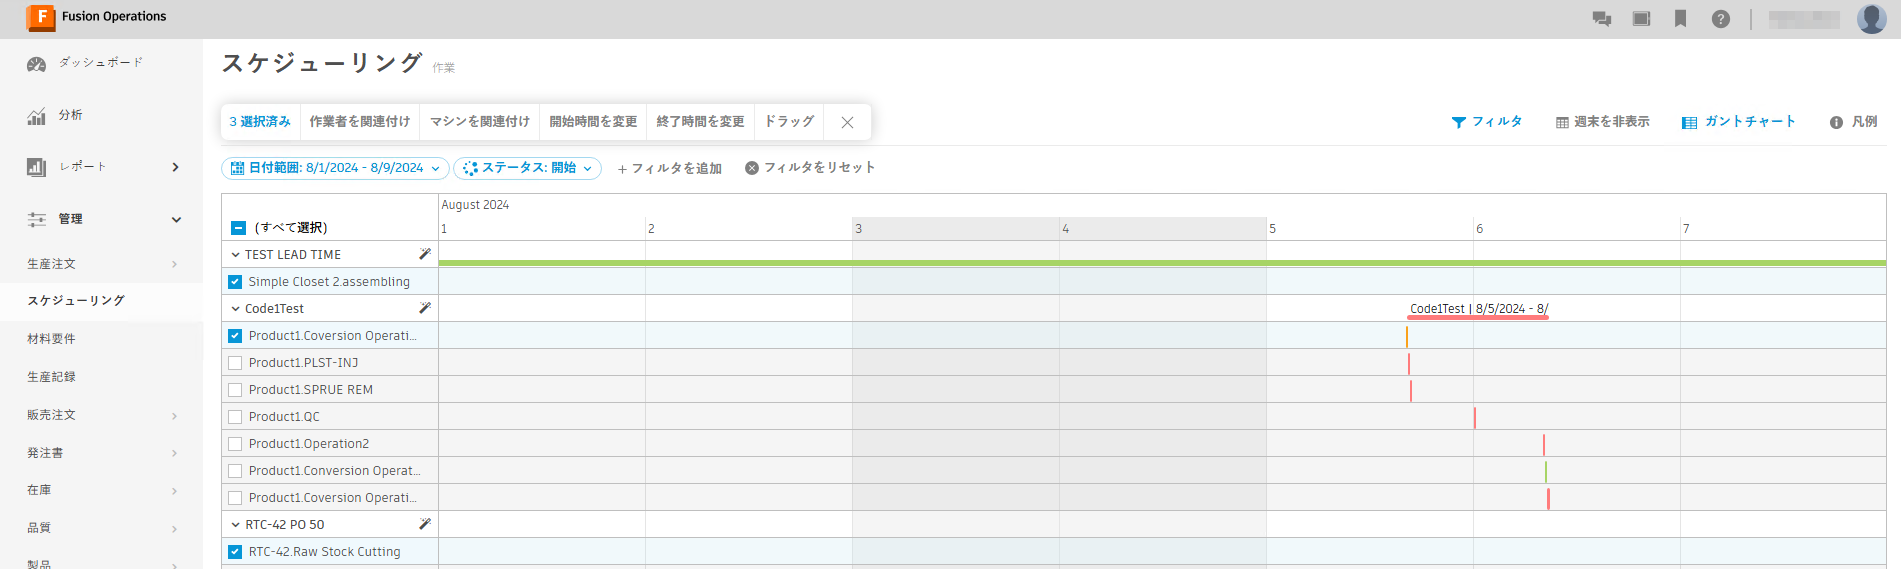 Fusion Operations
ダッシュボード
分析
レポート
管理
生産注文
スケジューリング
材料要件
生産記録
販売注文
発注書
在庫
品質
製品
スケジューリング 作業
3 選択済み 作業者を関連付け マシンを関連付け 開始時間を変更 終了時間を変更 ドラッグ
フィルタ 週末を非表示 ガントチャート 凡例
日付範囲: 8/1/2024 - 8/9/2024 ステータス: 開始 + フィルタを追加 フィルタをリセット
August 2024
(すべて選択) 1 2 3 4 5 6 7
TEST LEAD TIME
Simple Closet 2.assembling
Code1Test Code1Test | 8/5/2024 - 8/
Product1.Coversion Operati...
Product1.PLST-INJ
Product1.SPRUE REM
Product1.QC
Product1.Operation2
Product1.Conversion Operat...
Product1.Coversion Operati...
RTC-42 PO 50
RTC-42.Raw Stock Cutting